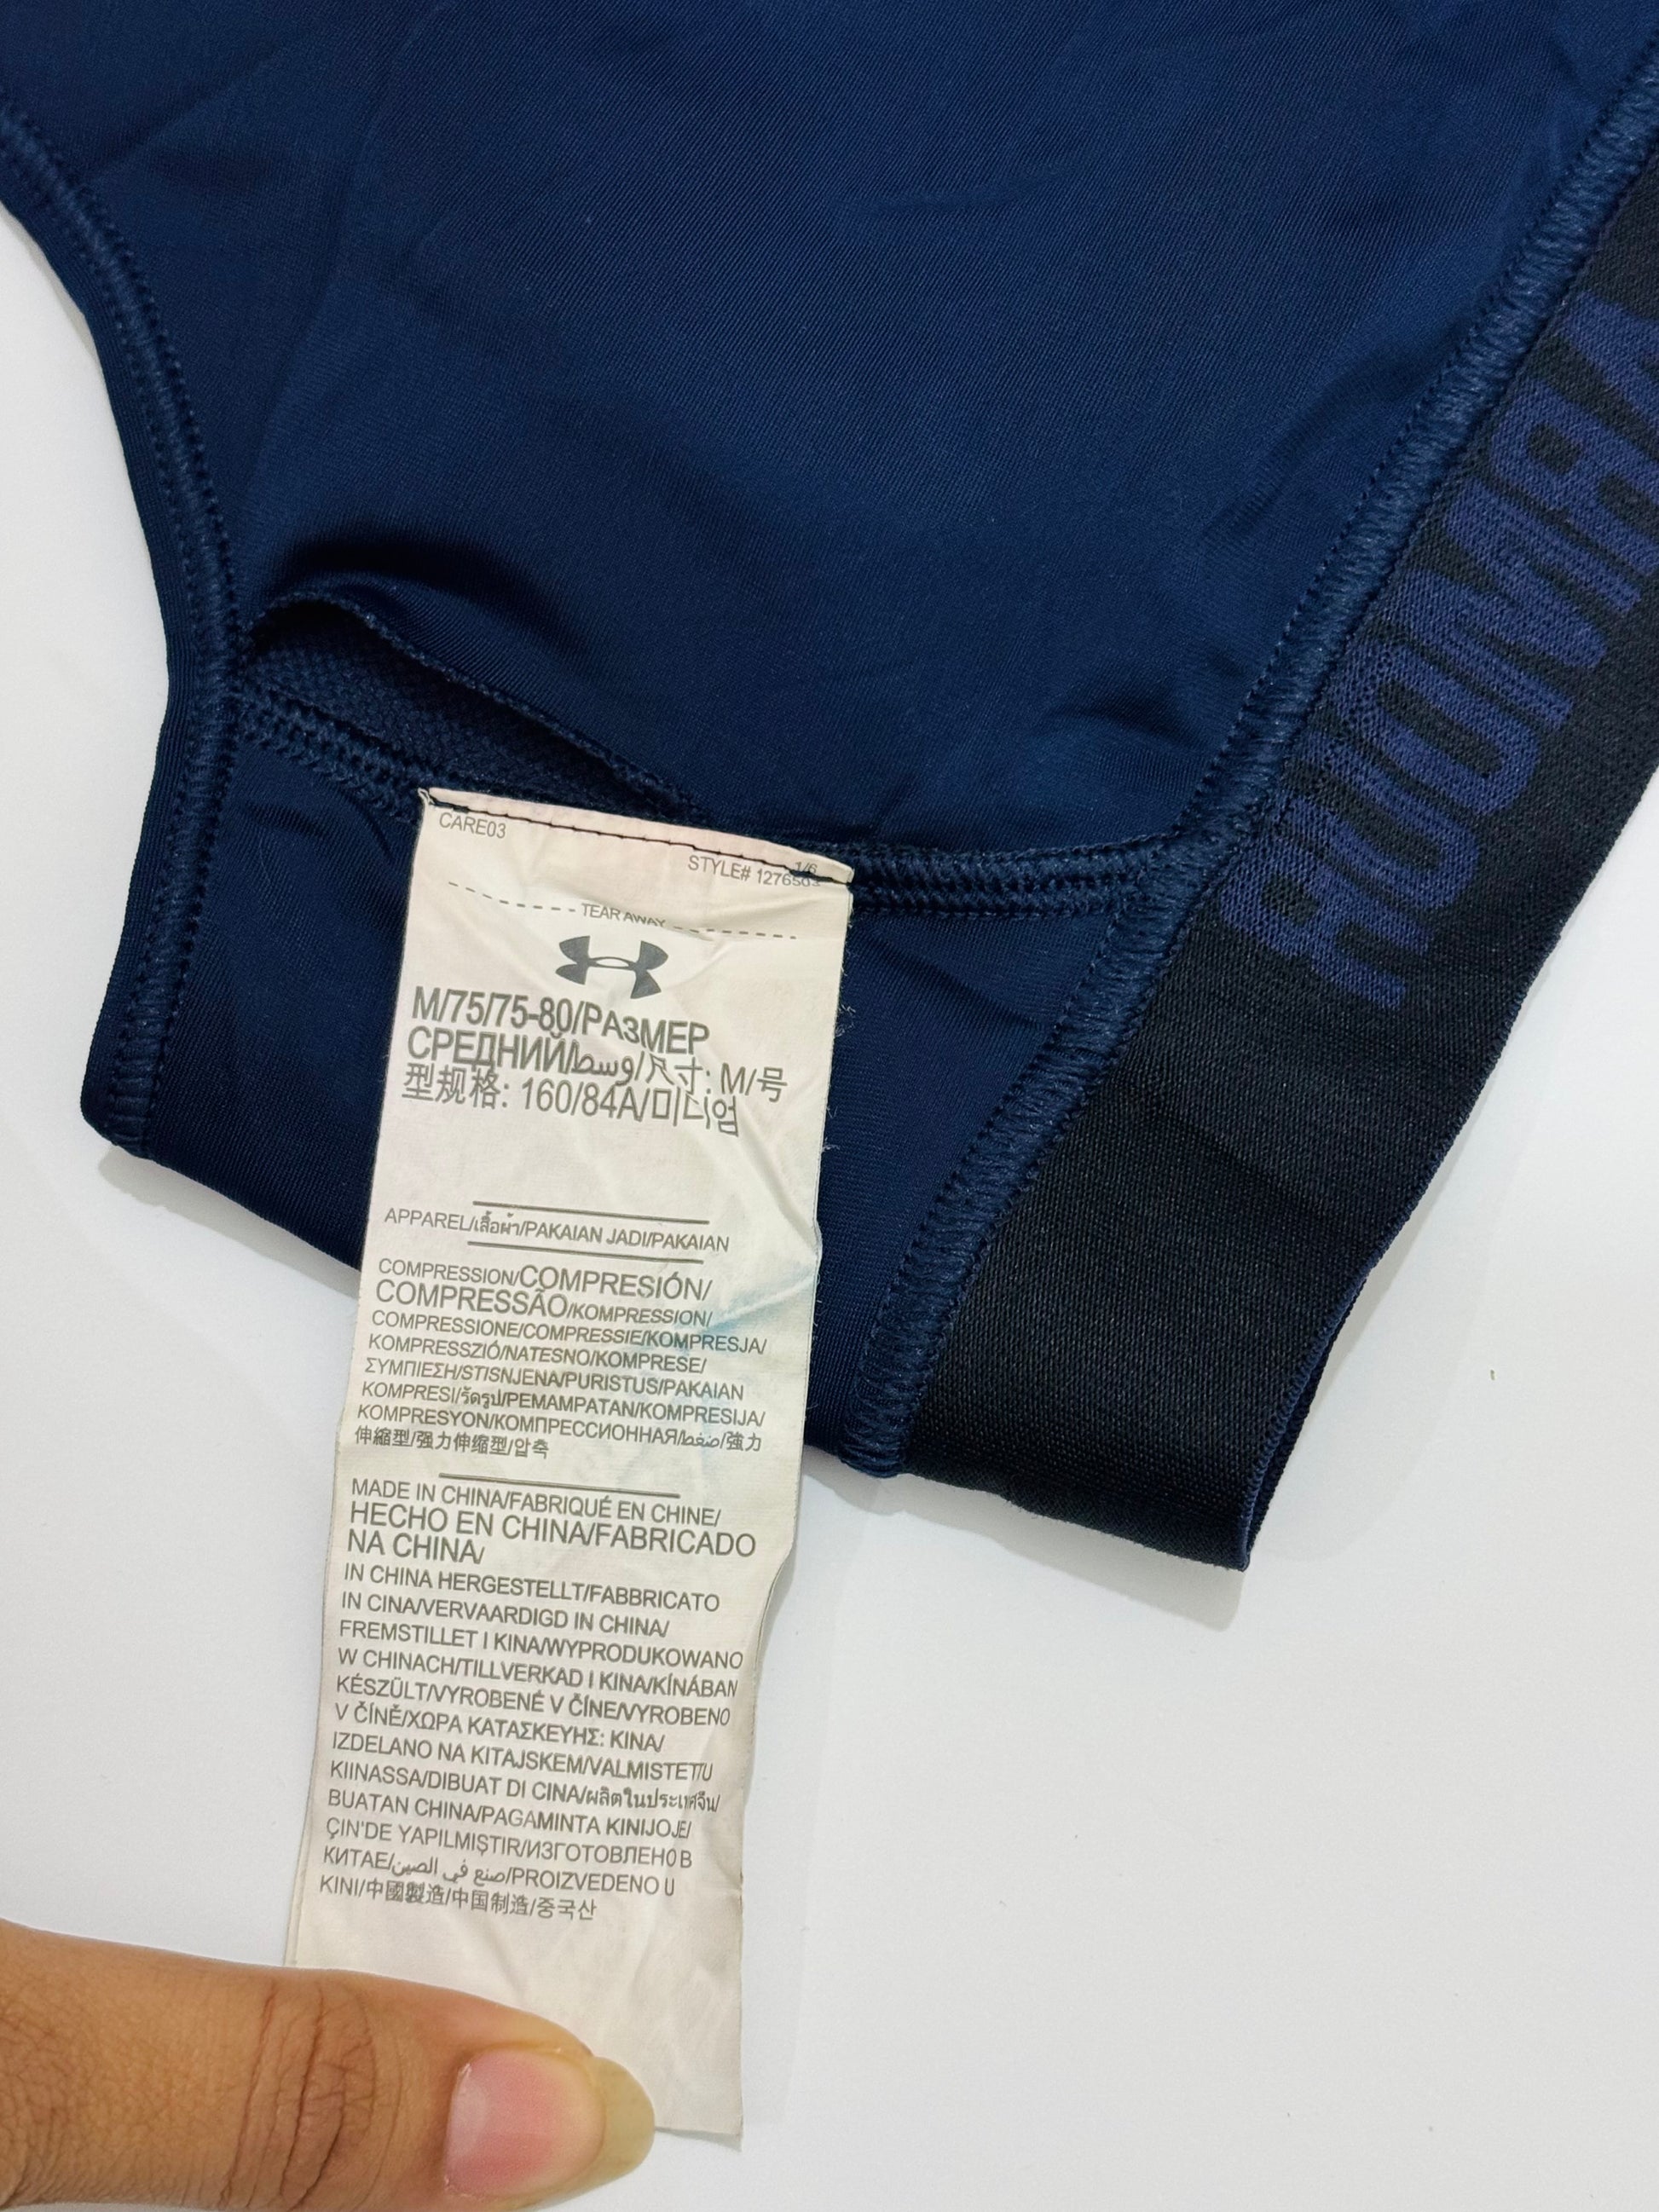 CARE03
1/6
STYLE# 1276503
TEAR AWAY
M/75/75-80/РАЗМЕР
СРЕДНИЙ/وسط/尺寸: M/号
型规格: 160/84A/미디엄
APPAREL/เสื้อผ้า/PAKAIAN JADI/PAKAIAN
COMPRESSION/COMPRESIÓN/
COMPRESSÃO/KOMPRESSION/
COMPRESSIONE/COMPRESSIE/KOMPRESJA/
KOMPRESSZIÓ/NATESNO/KOMPRESE/
ΣΥΜΠΙΕΣΗ/STISNJENA/PURISTUS/PAKAIAN
KOMPRESI/รัดรูป/PEMAMPATAN/KOMPRESIJA/
KOMPRESYON/КОМПРЕССИОННАЯ/ضغط/強力
伸縮型/强力伸缩型/압축
MADE IN CHINA/FABRIQUÉ EN CHINE/
HECHO EN CHINA/FABRICADO
NA CHINA/
IN CHINA HERGESTELLT/FABBRICATO
IN CINA/VERVAARDIGD IN CHINA/
FREMSTILLET I KINA/WYPRODUKOWANO
W CHINACH/TILLVERKAD I KINA/KÍNÁBAN
KÉSZÜLT/VYROBENÉ V ČÍNE/VYROBENO
V ČÍNĚ/ΧΩΡΑ ΚΑΤΑΣΚΕΥΗΣ: ΚΙΝΑ/
IZDELANO NA KITAJSKEM/VALMISTETTU
KIINASSA/DIBUAT DI CINA/ผลิตในประเทศจีน/
BUATAN CHINA/PAGAMINTA KINIJOJE/
ÇIN'DE YAPILMIŞTIR/ИЗГОТОВЛЕНО В
КИТАЕ/صنع في الصين/PROIZVEDENO U
KINI/中國製造/中国制造/중국산
ARMOUR